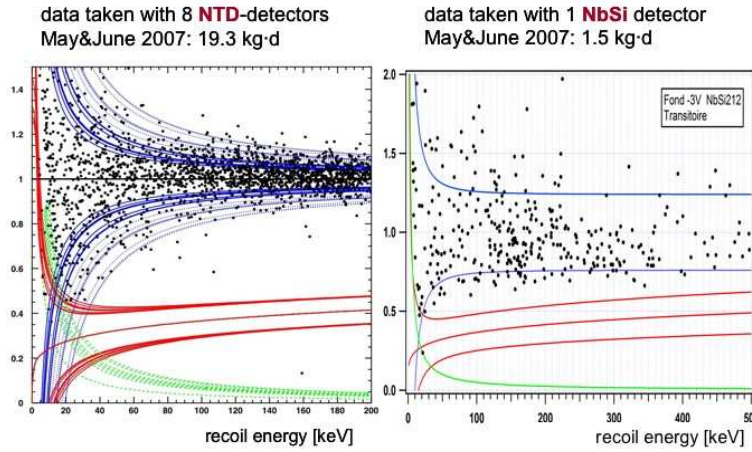 data taken with 8 NTD-detectors
May&June 2007: 19.3 kg·d
data taken with 1 NbSi detector
May&June 2007: 1.5 kg·d
1.4
1.2
1
0.8
0.6
0.4
0.2
0
0 20 40 60 80 100 120 140 160 180 200
recoil energy [keV]
2.0
1.5
1.0
0.5
0.0
Fond -3V NbSi212
Transitoire
0 100 200 300 400 500
recoil energy [keV]